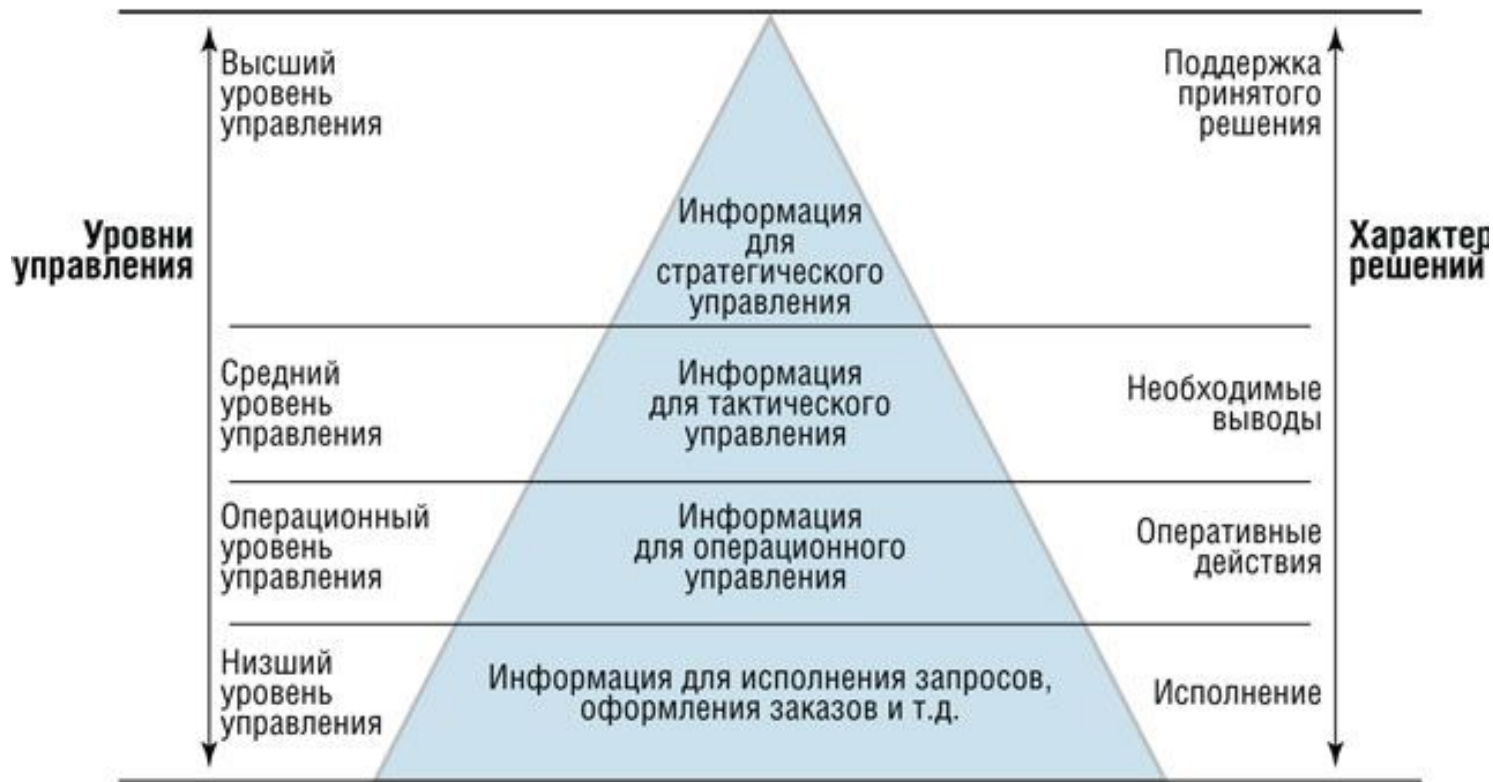 Высший
уровень
управления
Поддержка
принятого
решения
Уровни
управления
Информация
для
стратегического
управления
Характер
решений
Средний
уровень
управления
Информация
для тактического
управления
Необходимые
выводы
Операционный
уровень
управления
Информация
для операционного
управления
Оперативные
действия
Низший
уровень
управления
Информация для исполнения запросов,
оформления заказов и т.д.
Исполнение